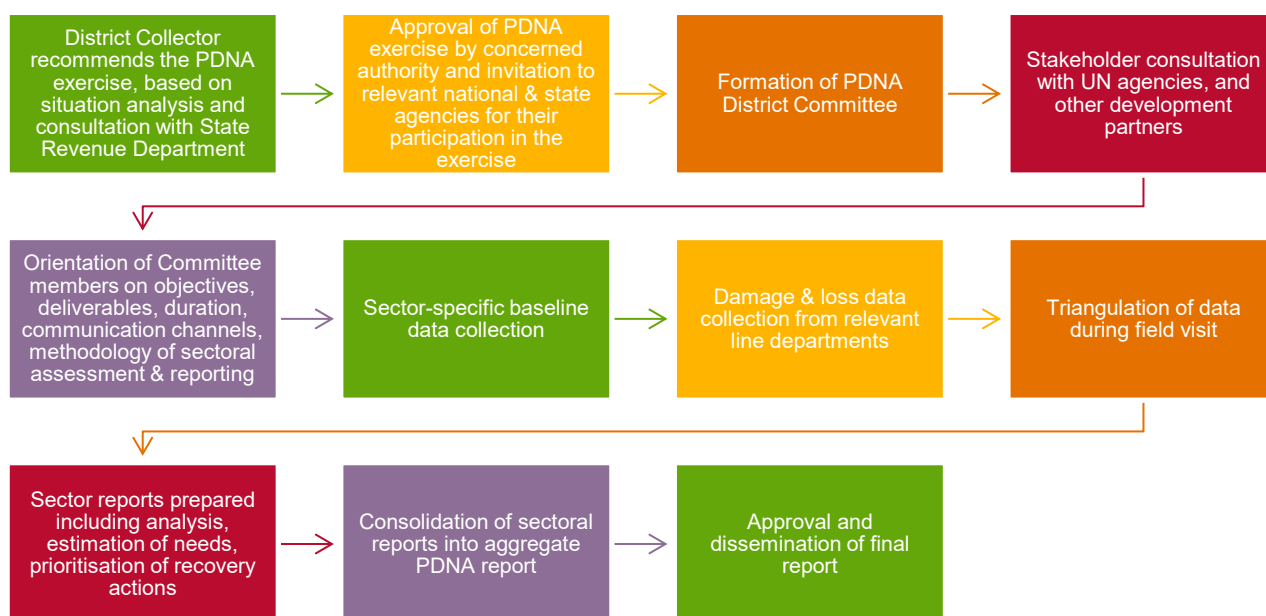 District Collector
recommends the PDNA
exercise, based on
situation analysis and
consultation with State
Revenue Department
Approval of PDNA
exercise by concerned
authority and invitation to
relevant national & state
agencies for their
participation in the
exercise
Formation of PDNA
District Committee
Stakeholder consultation
with UN agencies, and
other development
partners
Orientation of Committee
members on objectives,
deliverables, duration,
communication channels,
methodology of sectoral
assessment & reporting
Sector-specific baseline
data collection
Damage & loss data
collection from relevant
line departments
Triangulation of data
during field visit
Sector reports prepared
including analysis,
estimation of needs,
prioritisation of recovery
actions
Consolidation of sectoral
reports into aggregate
PDNA report
Approval and
dissemination of final
report